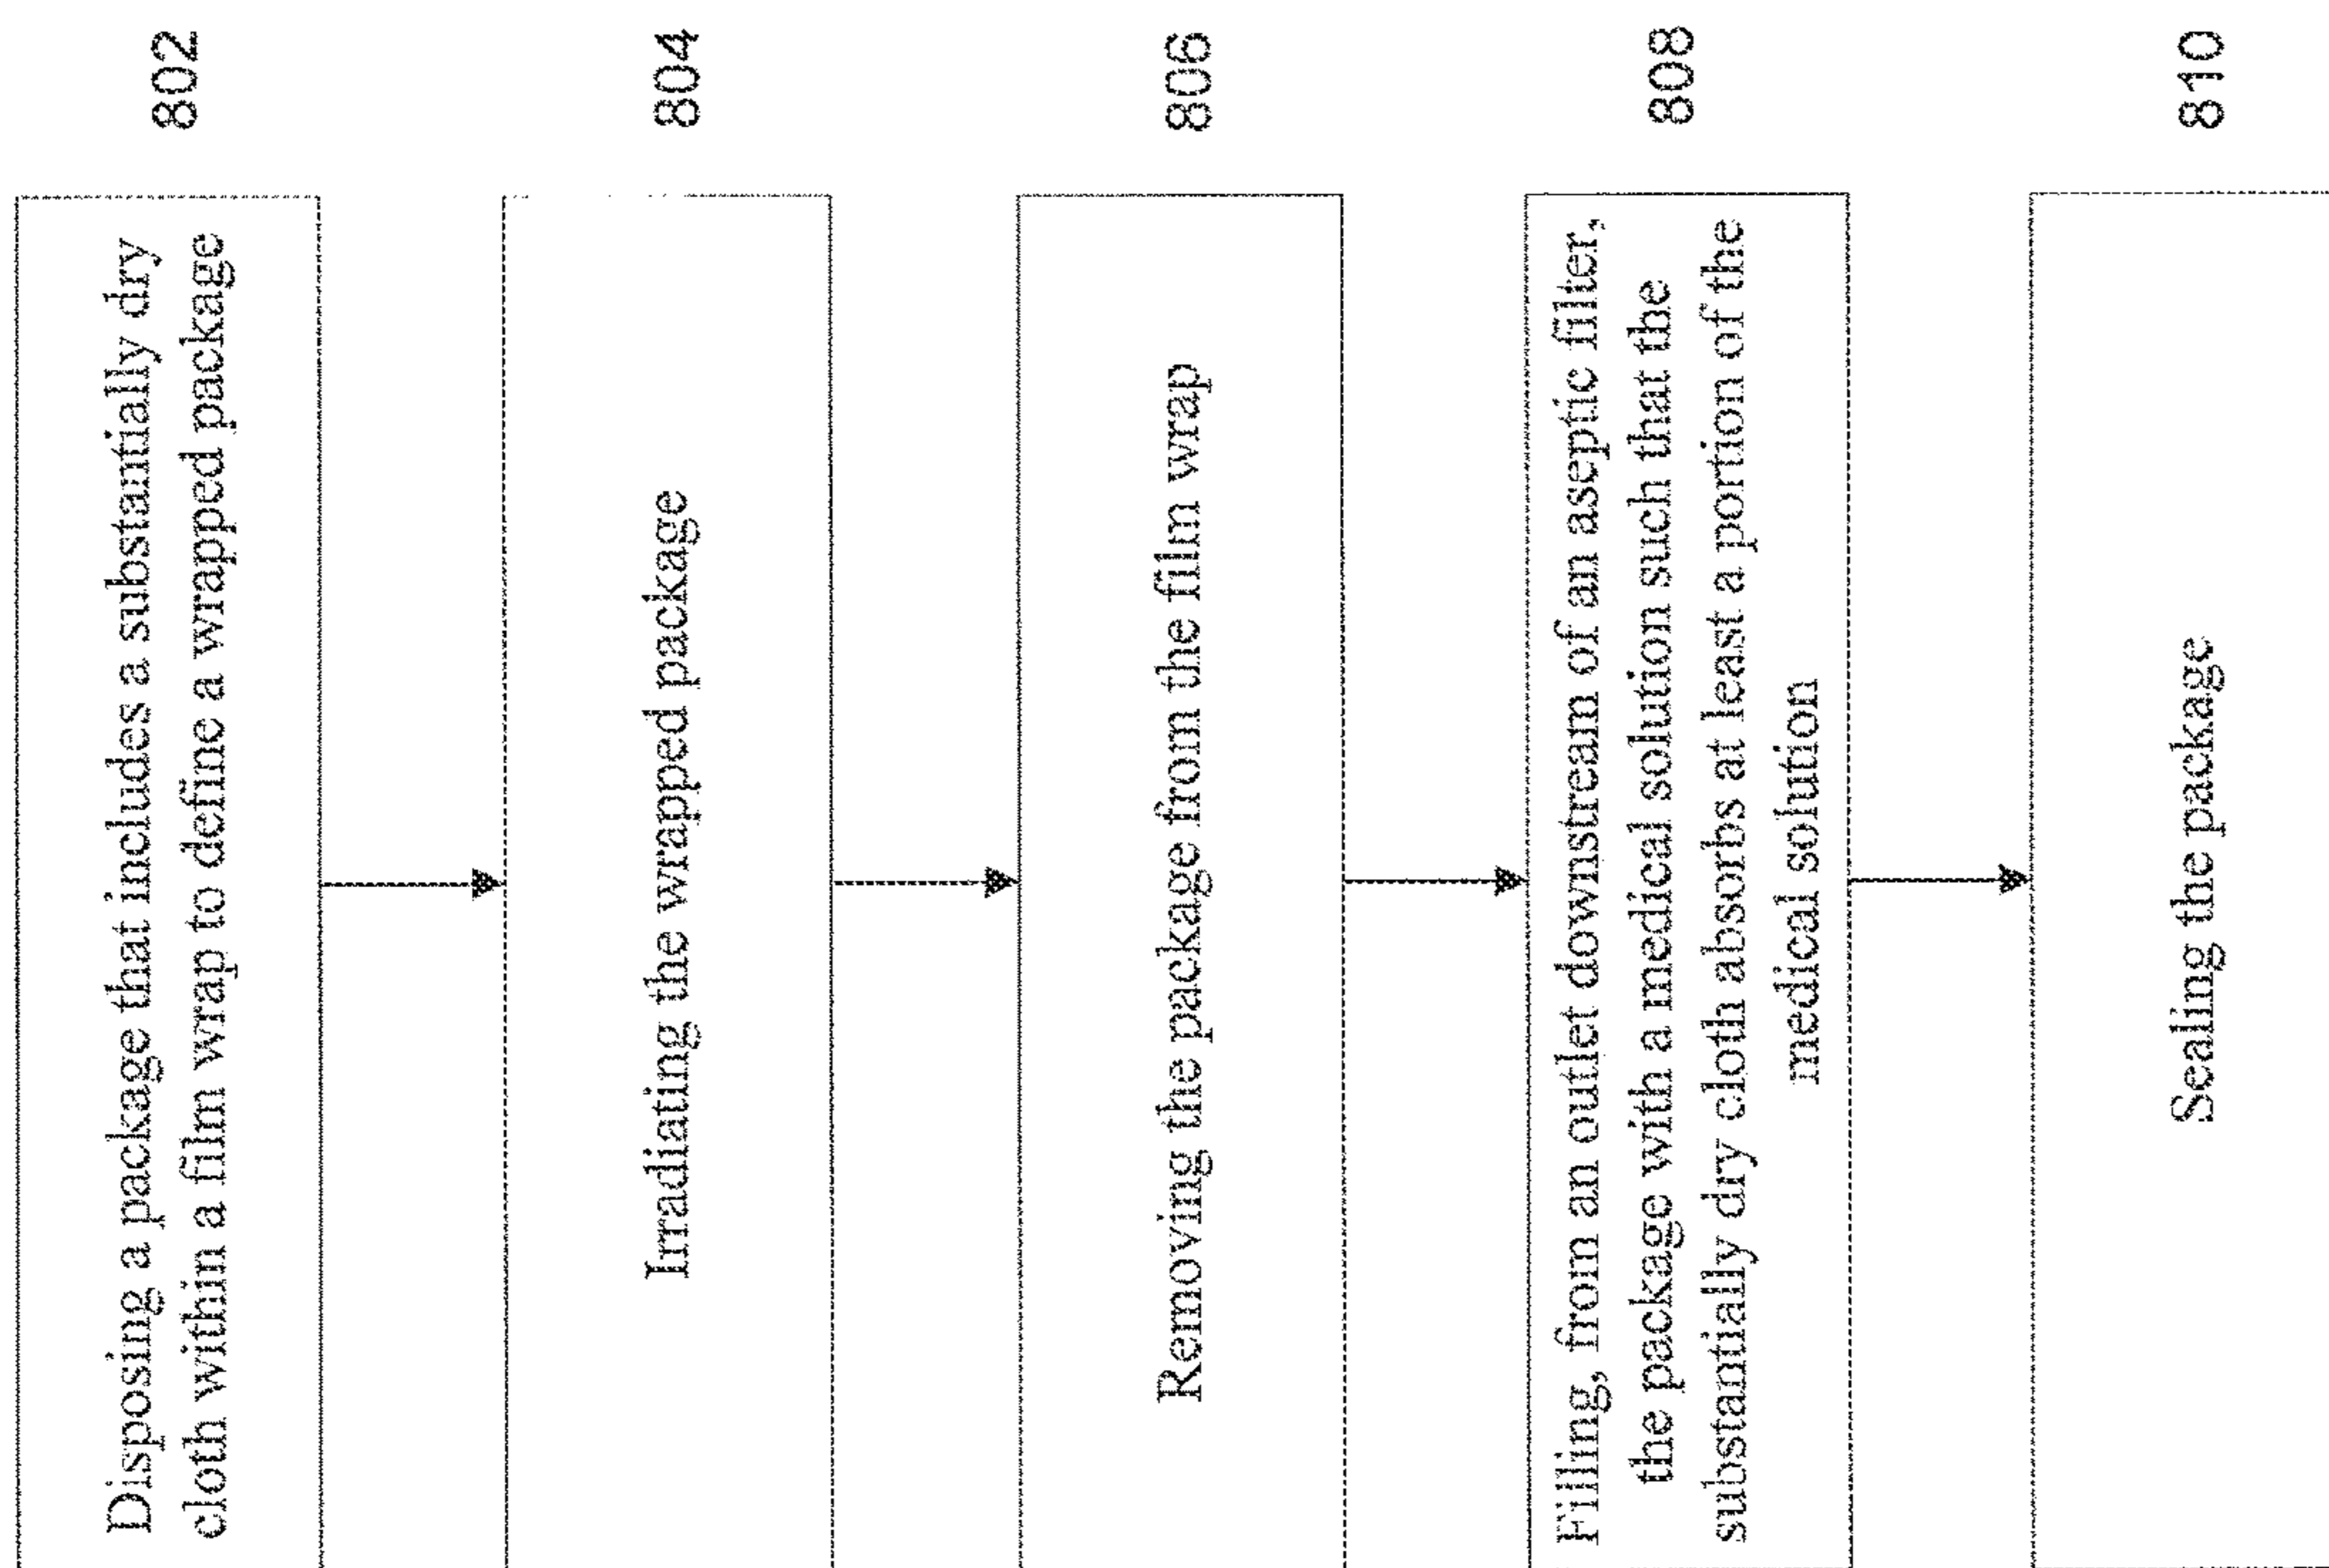 Disposing a package that includes a substantially dry
cloth within a film wrap to define a wrapped package
802
Irradiating the wrapped package
804
Removing the package from the film wrap
806
Filling, from an outlet downstream of an aseptic filter,
the package with a medical solution such that the
substantially dry cloth absorbs at least a portion of the
medical solution
808
Sealing the package
810